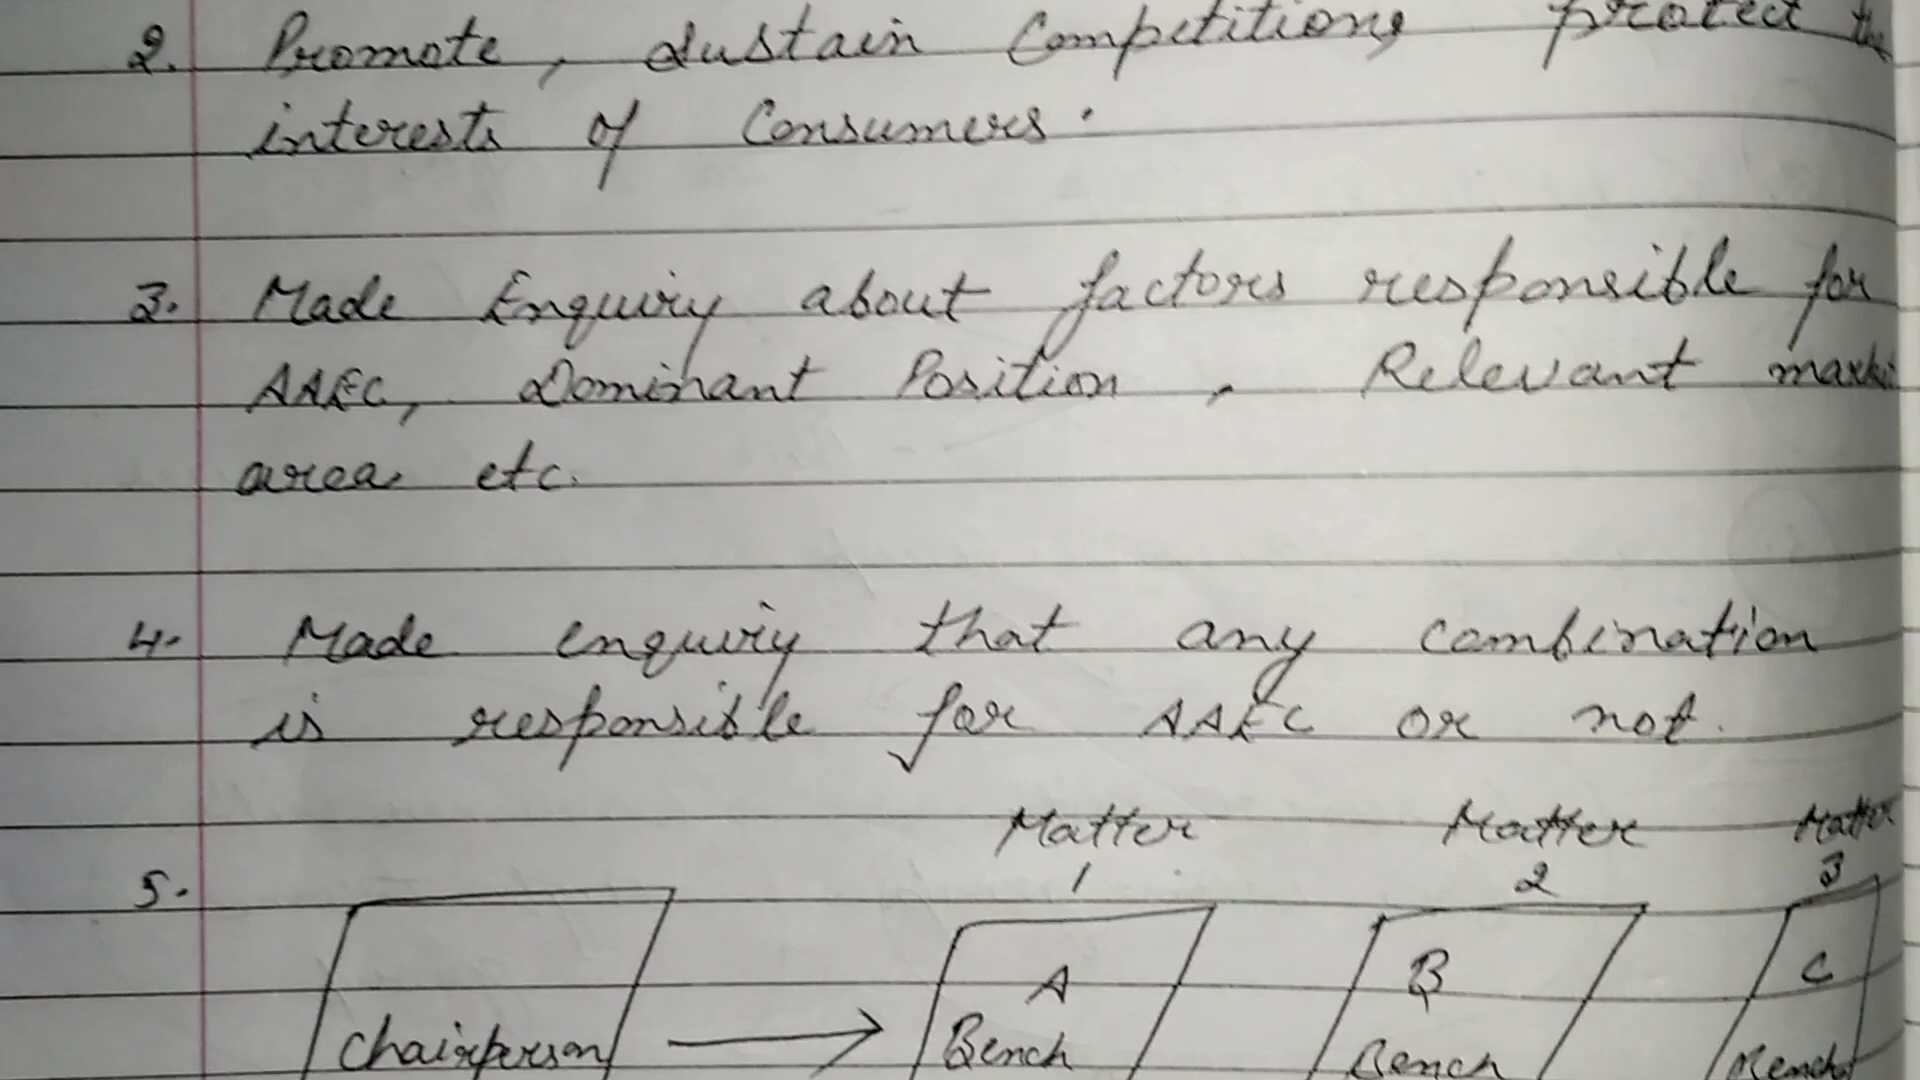 2. Promote, sustain Competition, protect the
interests of Consumers.
3. Made Enquiry about factors responsible for
AAEC, Dominant Position, Relevant market
area etc.
4. Made enquiry that any combination
is responsible for AAEC or not.
Matter 1 Matter 2 Matter 3
5.
A B C
Chairperson → Bench Bench Bench